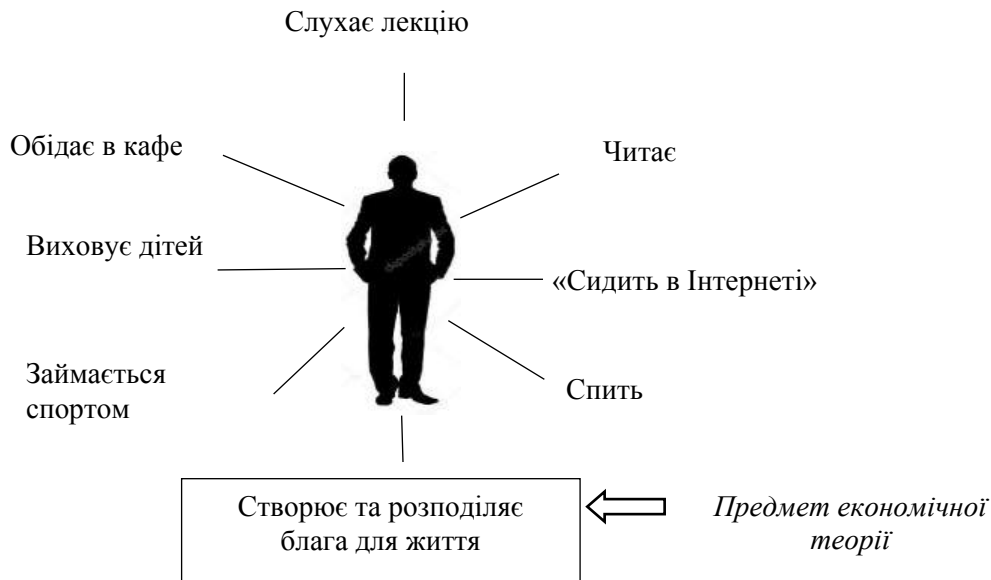 Слухає лекцію
Обідає в кафе
Читає
Виховує дітей
«Сидить в Інтернеті»
Займається
спортом
Спить
Створює та розподіляє
блага для життя
Предмет економічної
теорії